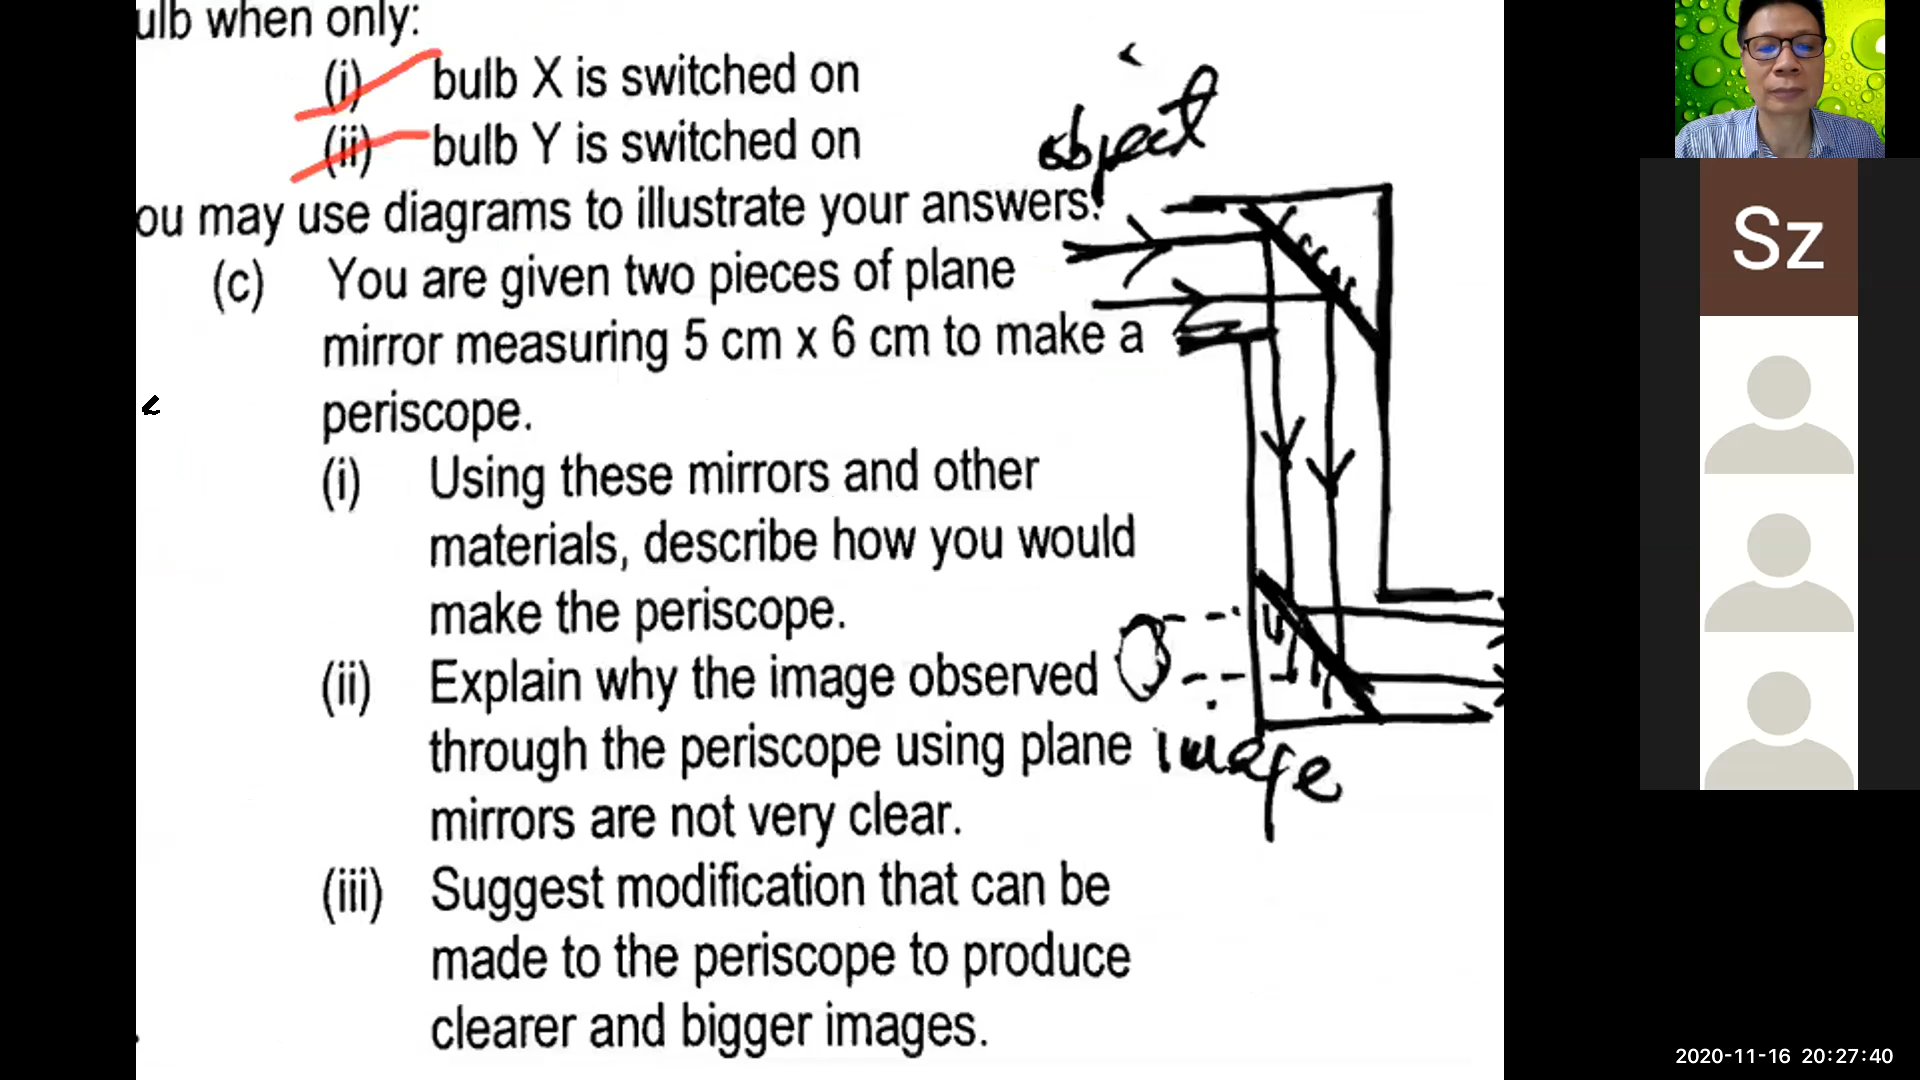 ulb when only:
(i) bulb X is switched on
(ii) bulb Y is switched on
object
ou may use diagrams to illustrate your answers.
(c) You are given two pieces of plane
mirror measuring 5 cm x 6 cm to make a
periscope.
(i) Using these mirrors and other
materials, describe how you would
make the periscope.
(ii) Explain why the image observed
through the periscope using plane
mirrors are not very clear.
image
(iii) Suggest modification that can be
made to the periscope to produce
clearer and bigger images.
Sz
2020-11-16 20:27:40